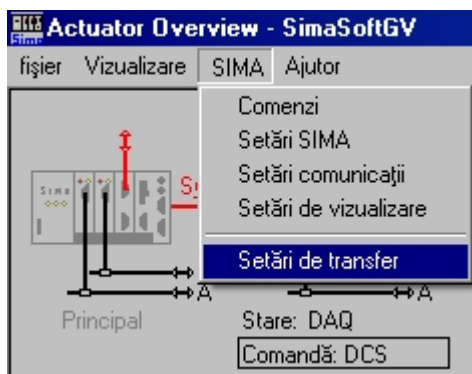 Actuator Overview - SimaSoftGV
fişier Vizualizare SIMA Ajutor
Comenzi
Setări SIMA
Setări comunicaţii
Setări de vizualizare
Setări de transfer
SIMA
A
A
Principal
Stare: DAQ
Comandă: DCS